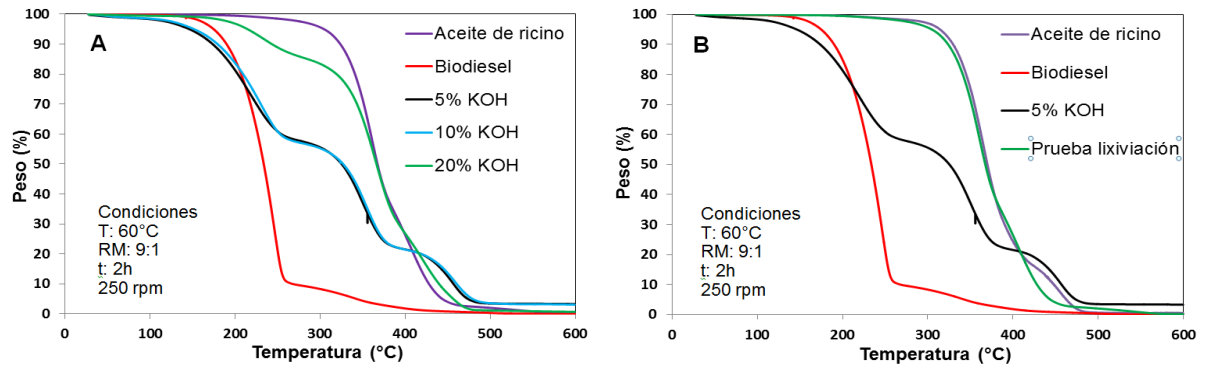 A
Peso (%)
100
90
80
70
60
50
40
30
20
10
0
0 100 200 300 400 500 600
Temperatura (°C)
Aceite de ricino
Biodiesel
5% KOH
10% KOH
20% KOH
Condiciones
T: 60°C
RM: 9:1
t: 2h
250 rpm
B
Peso (%)
100
90
80
70
60
50
40
30
20
10
0
0 100 200 300 400 500 600
Temperatura (°C)
Aceite de ricino
Biodiesel
5% KOH
Prueba lixiviación
Condiciones
T: 60°C
RM: 9:1
t: 2h
250 rpm